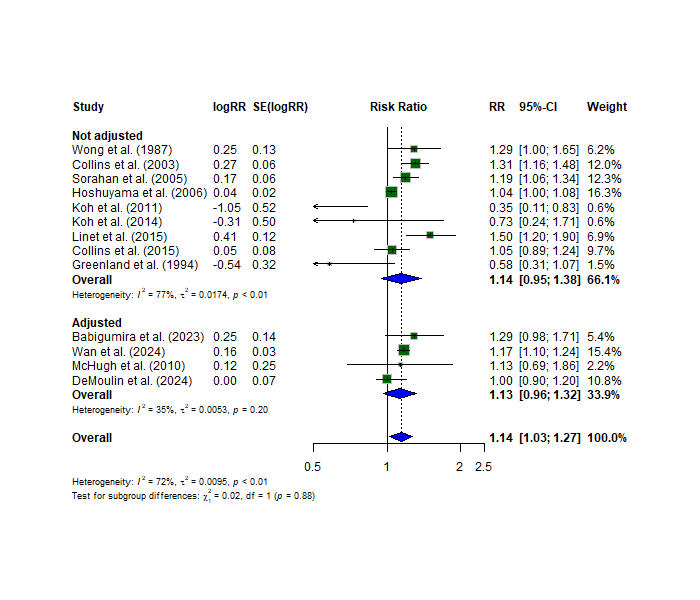 Study logRR SE(logRR) Risk Ratio RR 95%-CI Weight
Not adjusted
Wong et al. (1987) 0.25 0.13 1.29 [1.00; 1.65] 6.2%
Collins et al. (2003) 0.27 0.06 1.31 [1.16; 1.48] 12.0%
Sorahan et al. (2005) 0.17 0.06 1.19 [1.06; 1.34] 12.3%
Hoshuyama et al. (2006) 0.04 0.02 1.04 [1.00; 1.08] 16.3%
Koh et al. (2011) -1.05 0.52 0.35 [0.11; 0.83] 0.6%
Koh et al. (2014) -0.31 0.50 0.73 [0.24; 2.71] 0.6%
Linet et al. (2015) 0.41 0.12 1.50 [1.20; 1.90] 6.9%
Collins et al. (2015) 0.05 0.08 1.05 [0.89; 1.24] 9.7%
Greenland et al. (1994) -0.54 0.32 0.58 [0.31; 1.07] 1.5%
Overall 1.14 [0.95; 1.38] 66.1%
Heterogeneity: I² = 77%, τ² = 0.0174, p < 0.01
Adjusted
Babigumira et al. (2023) 0.25 0.14 1.29 [0.98; 1.71] 5.4%
Wan et al. (2024) 0.16 0.03 1.17 [1.10; 1.24] 15.4%
McHugh et al. (2010) 0.12 0.25 1.13 [0.69; 1.86] 2.2%
DeMoulin et al. (2024) 0.00 0.07 1.00 [0.90; 1.20] 10.8%
Overall 1.13 [0.96; 1.32] 33.9%
Heterogeneity: I² = 35%, τ² = 0.0053, p = 0.20
Overall 1.14 [1.03; 1.27] 100.0%
0.5 1 2 2.5
Heterogeneity: I² = 72%, τ² = 0.0095, p < 0.01
Test for subgroup differences: χ²₁ = 0.02, df = 1 (p = 0.88)